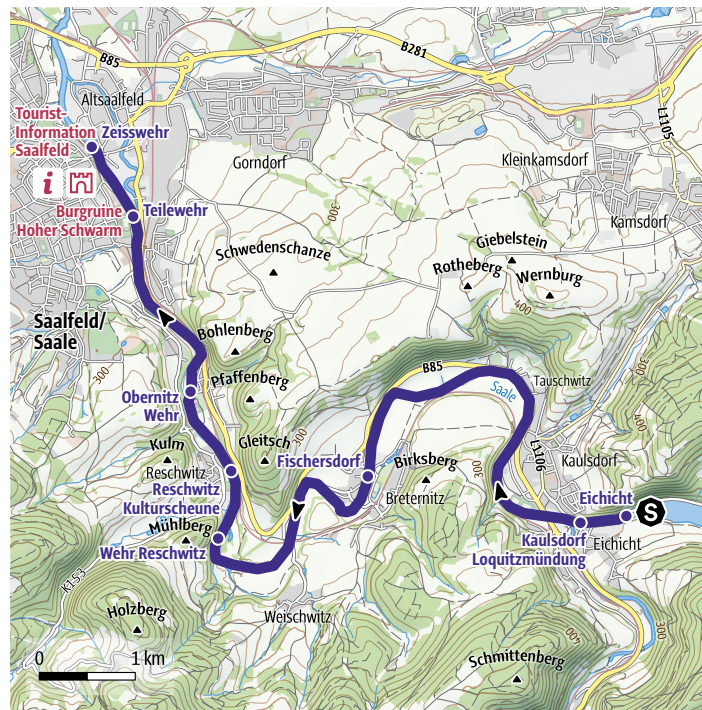 B85
B281
Altsaalfeld
L1105
Tourist-
Information
Saalfeld
Zeisswehr
Gorndorf
Kleinkamsdorf
i
Burgruine
Hoher Schwarm
Teilewehr
300
Kamsdorf
Schwedenschanze
Giebelstein
Rotheberg
Wernburg
400
Saalfeld/
Saale
Bohlenberg
300
B85
300
Pfaffenberg
Saale
Tauschwitz
Obernitz
Wehr
400
Kulm
Gleitsch
300
L1106
Reschwitz
Fischersdorf
Birksberg
300
Kaulsdorf
Reschwitz
Kulturscheune
Breternitz
Eichicht
S
Mühlberg
Wehr Reschwitz
Kaulsdorf
Loquitzmündung
Eichicht
K153
Holzberg
Weischwitz
400
300
0
1 km
Schmittenberg